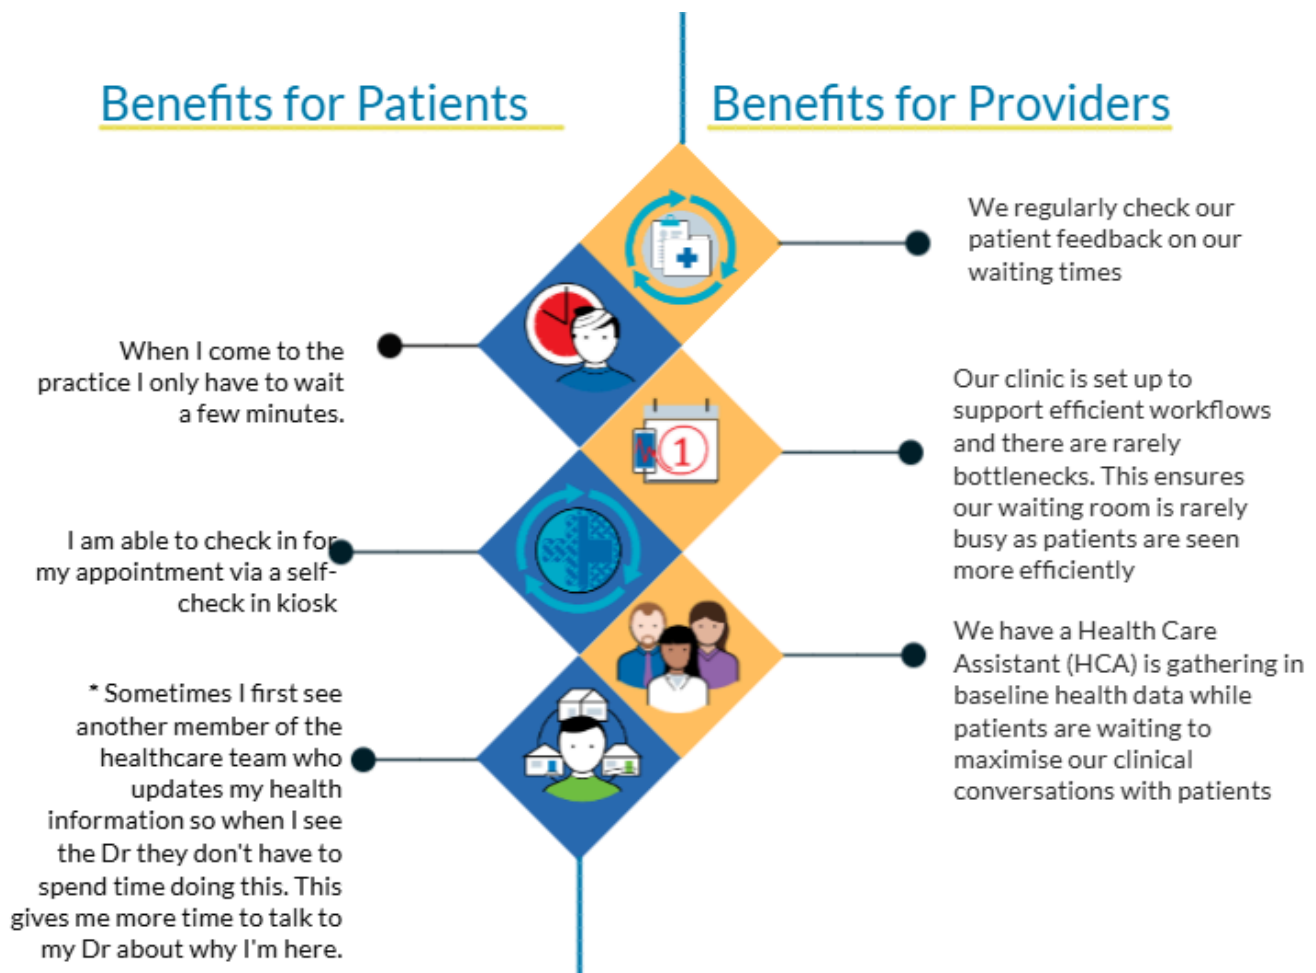 Benefits for Patients
Benefits for Providers
We regularly check our
patient feedback on our
waiting times
When I come to the
practice I only have to wait
a few minutes.
1
Our clinic is set up to
support efficient workflows
and there are rarely
bottlenecks. This ensures
our waiting room is rarely
busy as patients are seen
more efficiently
I am able to check in for
my appointment via a self-
check in kiosk
We have a Health Care
Assistant (HCA) is gathering in
baseline health data while
patients are waiting to
maximise our clinical
conversations with patients
* Sometimes I first see
another member of the
healthcare team who
updates my health
information so when I see
the Dr they don't have to
spend time doing this. This
gives me more time to talk to
my Dr about why I'm here.